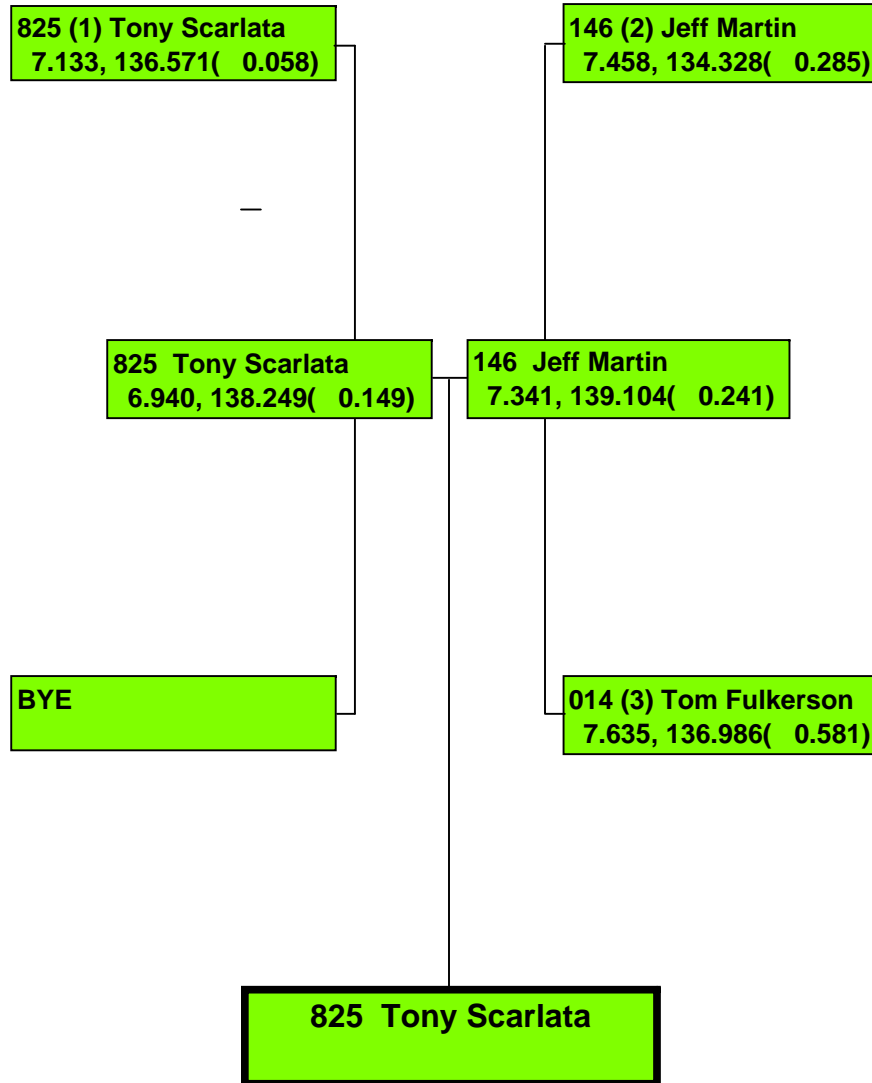 825 (1) Tony Scarlata
7.133, 136.571( 0.058)
146 (2) Jeff Martin
7.458, 134.328( 0.285)
825 Tony Scarlata
6.940, 138.249( 0.149)
146 Jeff Martin
7.341, 139.104( 0.241)
BYE
014 (3) Tom Fulkerson
7.635, 136.986( 0.581)
825 Tony Scarlata